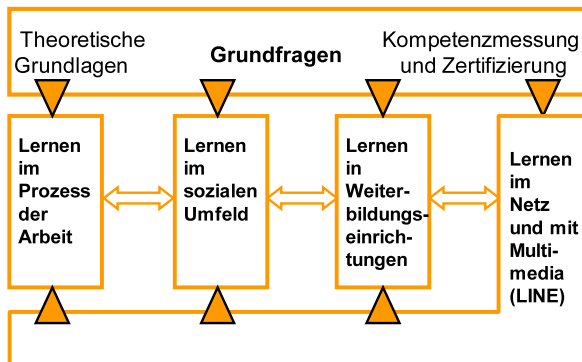 Theoretische
Grundlagen
Grundfragen
Kompetenzmessung
und Zertifizierung
Lernen
im
Prozess
der
Arbeit
Lernen
im
sozialen
Umfeld
Lernen
in
Weiter-
bildungs-
einrich-
tungen
Lernen
im
Netz
und mit
Multi-
media
(LINE)